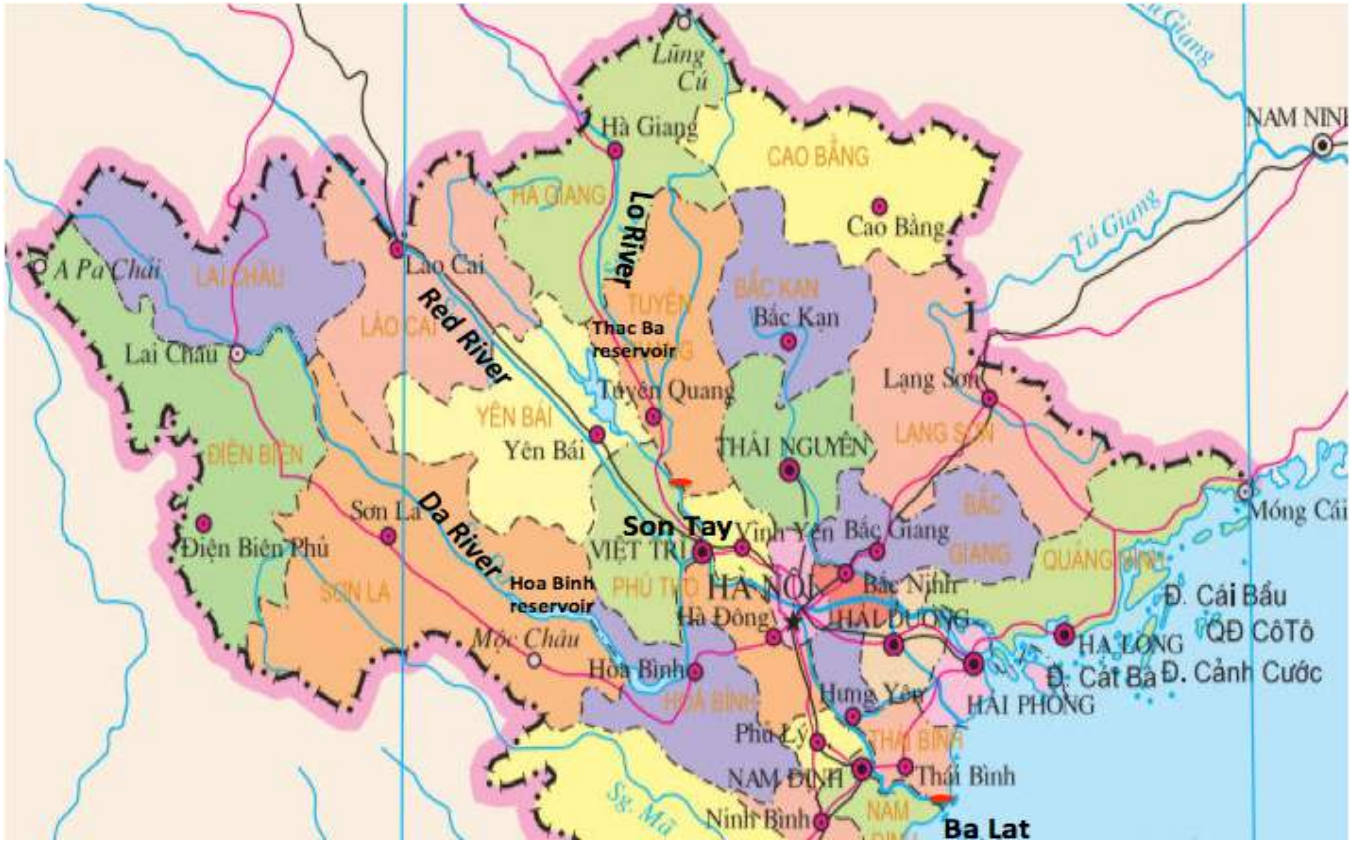 Giang
Lũng
Cú
Hà Giang
NAM NINH
CAO BẰNG
HÀ GIANG
Lo River
Cao Bằng
Tả Giang
A Pa Chải
LAI CHÂU
Lào Cai
BẮC KẠN
TUYÊN
Bắc Kạn
I
LÀO CAI
Red River
Thac Ba
reservoir
Lai Châu
Tuyên Quang
Lạng Sơn
YÊN BÁI
Yên Bái
THÁI NGUYÊN
LẠNG SƠN
ĐIỆN BIÊN
Da River
Sơn La
Son Tay
Vĩnh Yên
Bắc Giang
BẮC
GIANG
Móng Cái
Điện Biên Phủ
VIỆT TRÌ
QUẢNG NINH
SƠN LA
Hoa Binh
reservoir
PHÚ THỌ
HÀ NỘI
Bắc Ninh
Đ. Cái Bầu
Mộc Châu
Hà Đông
HẢI DƯƠNG
QĐ CôTô
HẠ LONG
Hòa Bình
HOÀ BÌNH
Đ. Cát Bà
Đ. Cảnh Cước
Hưng Yên
HẢI PHÒNG
Phủ Lý
THÁI BÌNH
Sg. Mã
NAM ĐỊNH
Thái Bình
Ninh Bình
NAM
Ba Lat